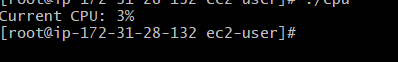 [root@ip-172-31-28-132 ec2-user]# ./cpu
Current CPU: 3%
[root@ip-172-31-28-132 ec2-user]#